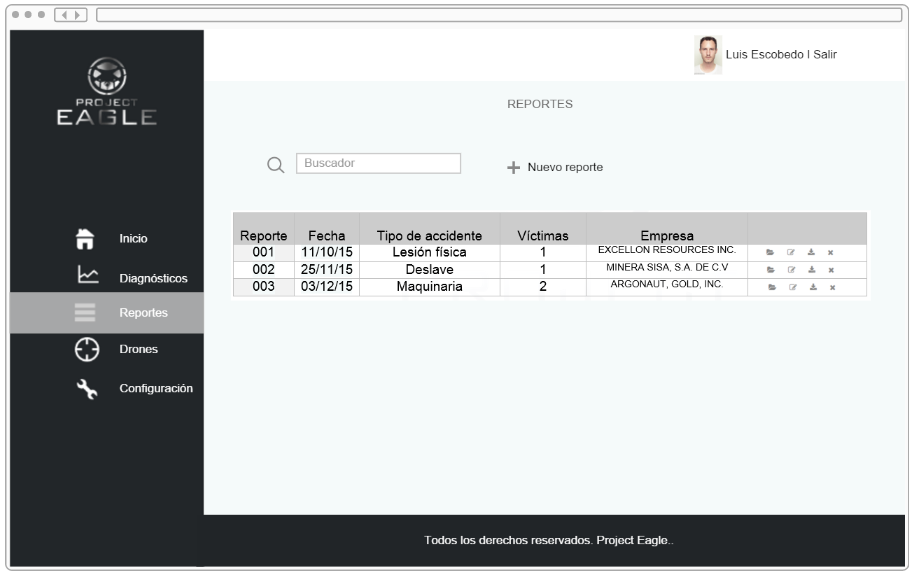 Luis Escobedo I Salir
PROJECT
EAGLE
REPORTES
Buscador
Nuevo reporte
Inicio
Diagnósticos
Reportes
Drones
Configuración
Reporte Fecha Tipo de accidente Víctimas Empresa
001 11/10/15 Lesión física 1 EXCELLON RESOURCES INC.
002 25/11/15 Deslave 1 MINERA SISA, S.A. DE C.V
003 03/12/15 Maquinaria 2 ARGONAUT, GOLD, INC.
Todos los derechos reservados. Project Eagle..